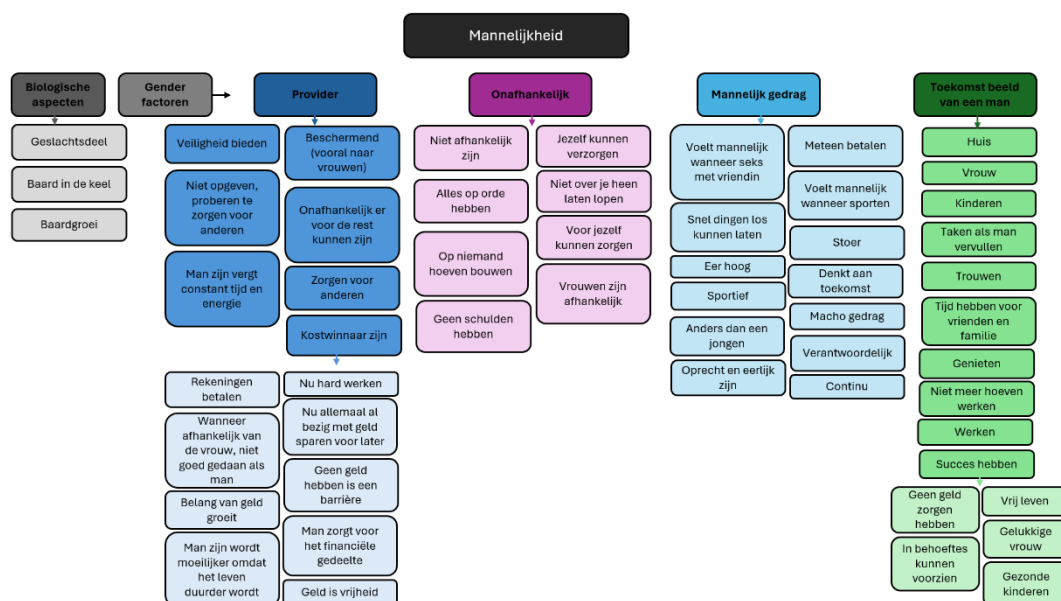 Mannelijkheid
Biologische
aspecten
Geslachtsdeel
Baard in de keel
Baardgroei
Gender
factoren
Provider
Veiligheid bieden
Niet opgeven,
proberen te
zorgen voor
anderen
Man zijn vergt
constant tijd en
energie
Beschermend
(vooral naar
vrouwen)
Onafhankelijk er
voor de rest
kunnen zijn
Zorgen voor
anderen
Kostwinnaar zijn
Rekeningen
betalen
Wanneer
afhankelijk van
de vrouw, niet
goed gedaan als
man
Belang van geld
groeit
Man zijn wordt
moeilijker omdat
het leven
duurder wordt
Nu hard werken
Nu allemaal al
bezig met geld
sparen voor later
Geen geld
hebben is een
barrière
Man zorgt voor
het financiële
gedeelte
Geld is vrijheid
Onafhankelijk
Niet afhankelijk
zijn
Alles op orde
hebben
Op niemand
hoeven bouwen
Geen schulden
hebben
Jezelf kunnen
verzorgen
Niet over je heen
laten lopen
Voor jezelf
kunnen zorgen
Vrouwen zijn
afhankelijk
Mannelijk gedrag
Voelt mannelijk
wanneer seks
met vriendin
Snel dingen los
kunnen laten
Eer hoog
Sportief
Anders dan een
jongen
Oprecht en eerlijk
zijn
Meteen betalen
Voelt mannelijk
wanneer sporten
Stoer
Denkt aan
toekomst
Macho gedrag
Verantwoordelijk
Continu
Toekomst beeld
van een man
Huis
Vrouw
Kinderen
Taken als man
vervullen
Trouwen
Tijd hebben voor
vrienden en
familie
Genieten
Niet meer hoeven
werken
Werken
Succes hebben
Geen geld
zorgen
hebben
In behoeftes
kunnen
voorzien
Vrij leven
Gelukkige
vrouw
Gezonde
kinderen